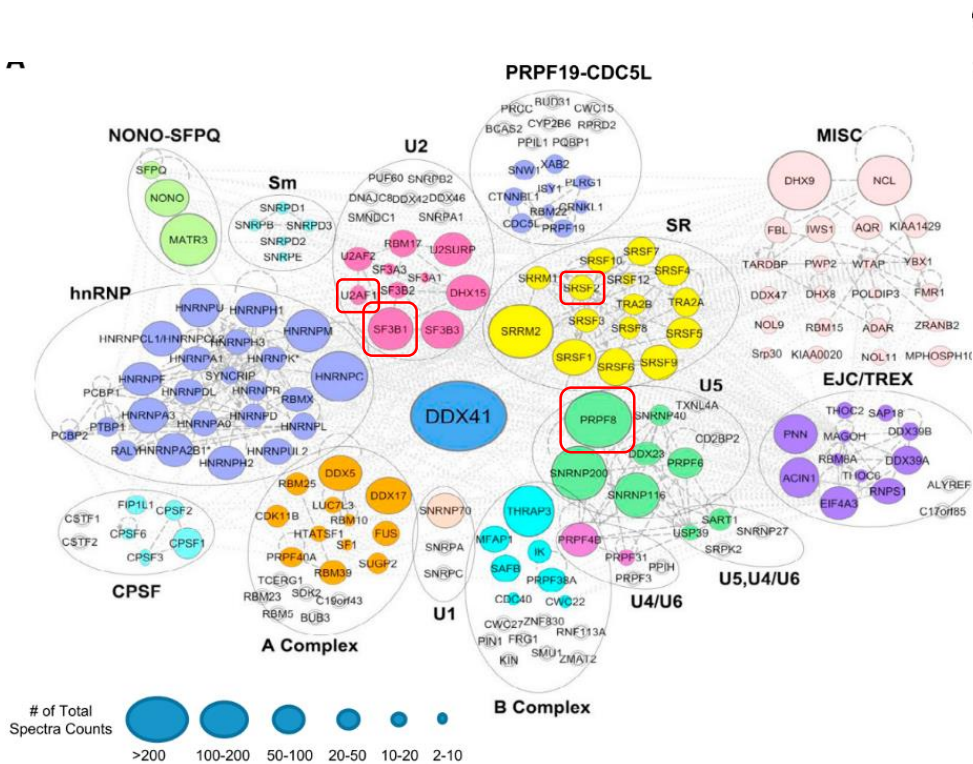 A
PRPF19-CDC5L
PRCC BUD31 CWC15
BCAS2 CYP2B6 RPRD2
PPIL1 PQBP1
SNW1 XAB2
ISY1 PLRG1
CTNNBL1
RBM22 CRNKL1
CDC5L PRPF19
NONO-SFPQ
SFPQ
NONO
MATR3
Sm
SNRPD1
SNRPB SNRPD3
SNRPD2
SNRPE
U2
PUF60 SNRPB2
DNAJC8 DDX42 DDX46
SMNDC1 SNRPA1
RBM17 U2SURP
U2AF2
SF3A3 SF3A1
U2AF1 SF3B2 DHX15
SF3B1 SF3B3
SR
SRSF7
SRSF10 SRSF4
SRRM1 SRSF2 SRSF12
TRA2B TRA2A
SRSF3 SRSF8 SRSF5
SRRM2
SRSF1 SRSF6 SRSF9
MISC
DHX9 NCL
FBL IWS1 AQR KIAA1429
TARDBP PWP2 WTAP YBX1
DDX47 DHX8 POLDIP3 FMR1
NOL9 RBM15 ADAR ZRANB2
Srp30 KIAA0020 NOL11 MPHOSPH10
hnRNP
HNRNPU HNRNPH1
HNRNPM
HNRNPCL1/HNRNPCL2 HNRNPH3
HNRNPA1 HNRNPK*
SYNCRIP HNRNPC
HNRNPF
PCBP1 HNRNPDL HNRNPR RBMX
HNRNPA3 HNRNPA0 HNRNPD
PTBP1 HNRNPL
PCBP2
RALY HNRNPA2B1* HNRNPUL2
HNRNPH2
DDX41
U5
TXNL4A
PRPF8 SNRNP40
CD2BP2
DDX23
SNRNP200 PRPF6
SNRNP116
EJC/TREX
THOC2 SAP18
PNN MAGOH DDX39B
RBM8A DDX39A
ACIN1 THOC6
EIF4A3 RNPS1
ALYREF
C17orf85
CPSF
FIP1L1 CPSF2
CSTF1
CPSF6
CSTF2 CPSF1
CPSF3
A Complex
DDX5
RBM25 DDX17
LUC7L3
CDK11B RBM10
HTATSF1 FUS
SF1
PRPF40A SUGP2
RBM39
TCERG1
SDK2
RBM23 C19orf43
RBM5 BUB3
U1
SNRNP70
SNRPA
SNRPC
B Complex
THRAP3
MFAP1
IK
SAFB
PRPF38A
CDC40 CWC22
CWC27 ZNF830
PIN1 FRG1 RNF113A
SMU1
KIN ZMAT2
U4/U6
PRPF4B
PRPF31
PPIH
PRPF3
U5,U4/U6
SART1
USP39 SNRNP27
SRPK2
# of Total
Spectra Counts
>200 100-200 50-100 20-50 10-20 2-10